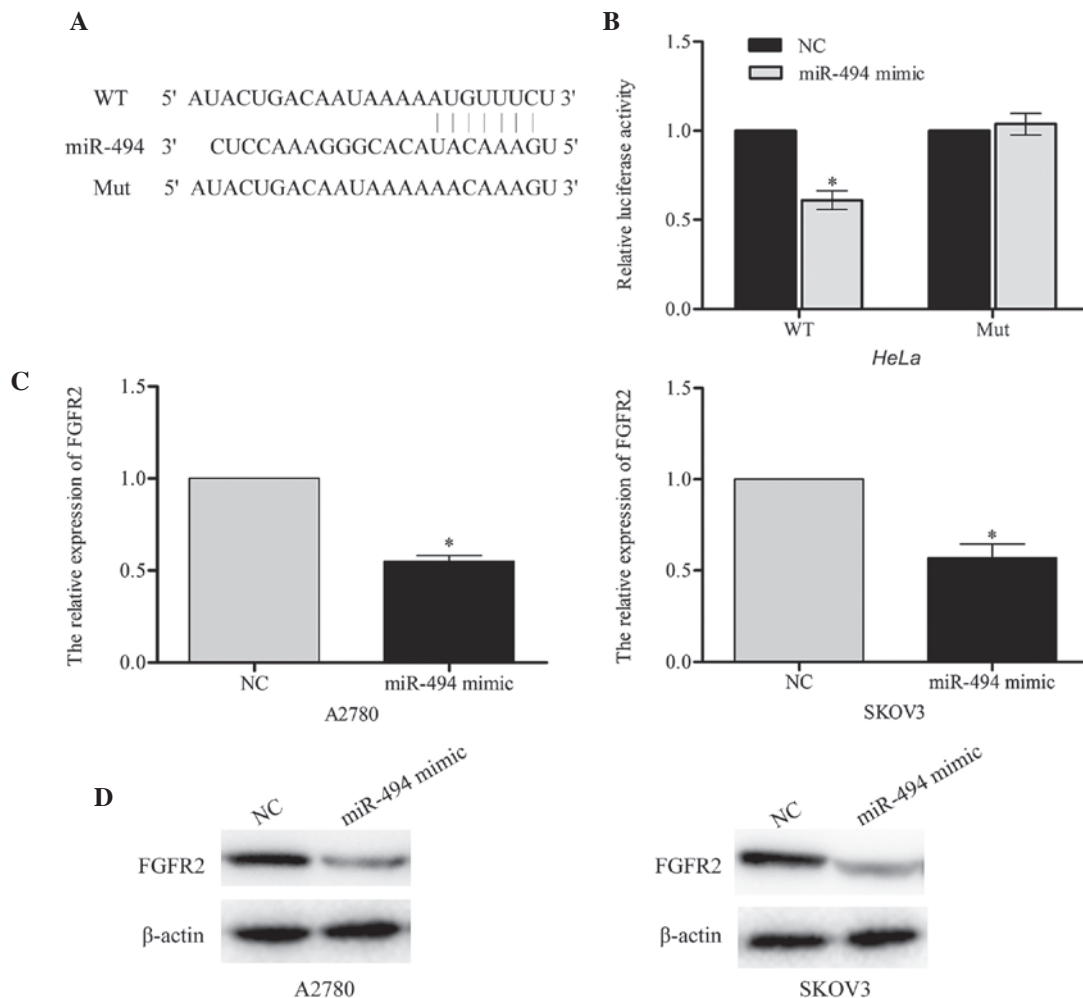 A
WT 5' AUACUGACAAUAAAAAUGUUUCU 3'
miR-494 3' CUCCAAAGGGCACAUACAAAGU 5'
Mut 5' AUACUGACAAUAAAAAACAAAGU 3'
B
NC
miR-494 mimic
Relative luciferase activity
1.5
1.0
0.5
0.0
*
WT
Mut
HeLa
C
The relative expression of FGFR2
1.5
1.0
0.5
0.0
*
NC
miR-494 mimic
A2780
The relative expression of FGFR2
1.5
1.0
0.5
0.0
*
NC
miR-494 mimic
SKOV3
D
NC
miR-494 mimic
FGFR2
β-actin
A2780
NC
miR-494 mimic
FGFR2
β-actin
SKOV3